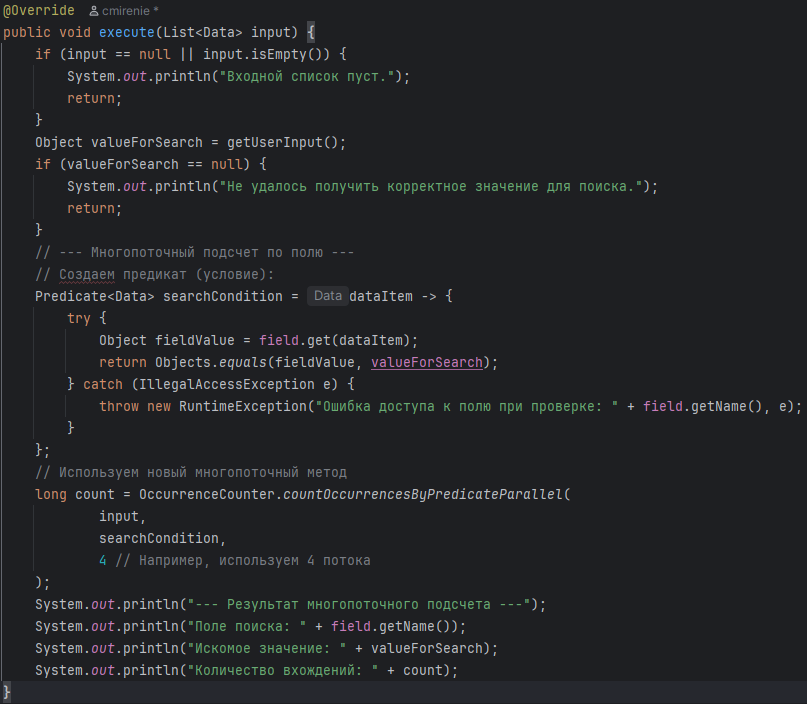 @Override cmirenie *
public void execute(List<Data> input) {
    if (input == null || input.isEmpty()) {
        System.out.println("Входной список пуст.");
        return;
    }
    Object valueForSearch = getUserInput();
    if (valueForSearch == null) {
        System.out.println("Не удалось получить корректное значение для поиска.");
        return;
    }
    // --- Многопоточный подсчет по полю ---
    // Создаем предикат (условие):
    Predicate<Data> searchCondition = Data dataItem -> {
        try {
            Object fieldValue = field.get(dataItem);
            return Objects.equals(fieldValue, valueForSearch);
        } catch (IllegalAccessException e) {
            throw new RuntimeException("Ошибка доступа к полю при проверке: " + field.getName(), e);
        }
    };
    // Используем новый многопоточный метод
    long count = OccurrenceCounter.countOccurrencesByPredicateParallel(
            input,
            searchCondition,
            4 // Например, используем 4 потока
    );
    System.out.println("--- Результат многопоточного подсчета ---");
    System.out.println("Поле поиска: " + field.getName());
    System.out.println("Искомое значение: " + valueForSearch);
    System.out.println("Количество вхождений: " + count);
}